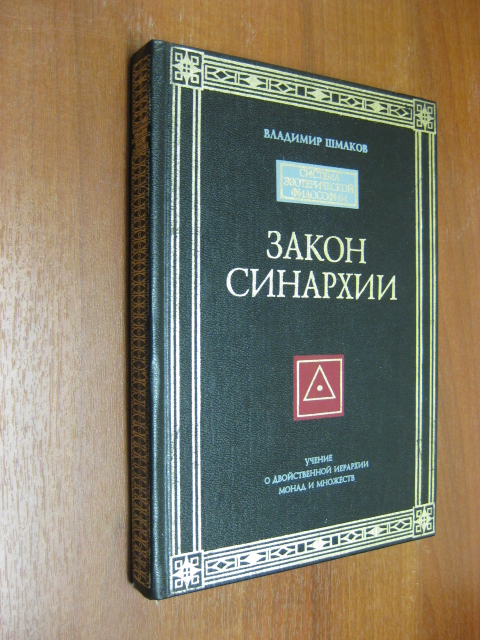 ВЛАДИМИР ШМАКОВ
СИСТЕМА
ЭЗОТЕРИЧЕСКОЙ
ФИЛОСОФИИ
ЗАКОН
СИНАРХИИ
УЧЕНИЕ
О ДВОЙСТВЕННОЙ ИЕРАРХИИ
МОНАД И МНОЖЕСТВ